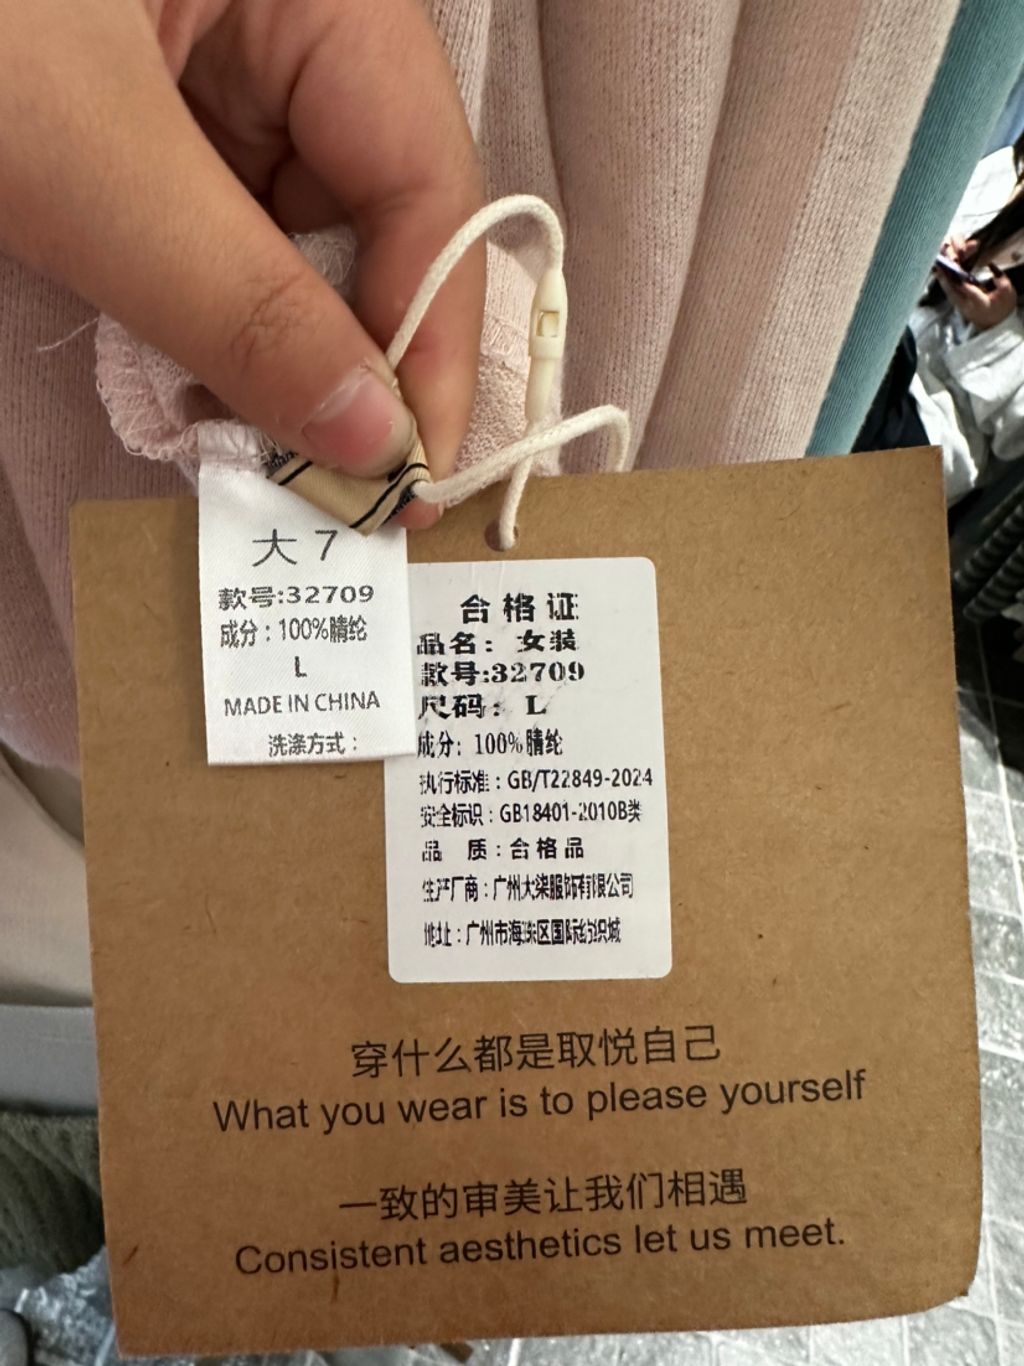 大 7
款号:32709
成分：100%腈纶
L
MADE IN CHINA
洗涤方式：
合格证
品名：女装
款号:32709
尺码：L
成分：100%腈纶
执行标准：GB/T22849-2024
安全标识：GB18401-2010B类
品 质：合格品
生产厂商：广州大梁服饰有限公司
地址：广州市海珠区国际纺织城
穿什么都是取悦自己
What you wear is to please yourself
一致的审美让我们相遇
Consistent aesthetics let us meet.